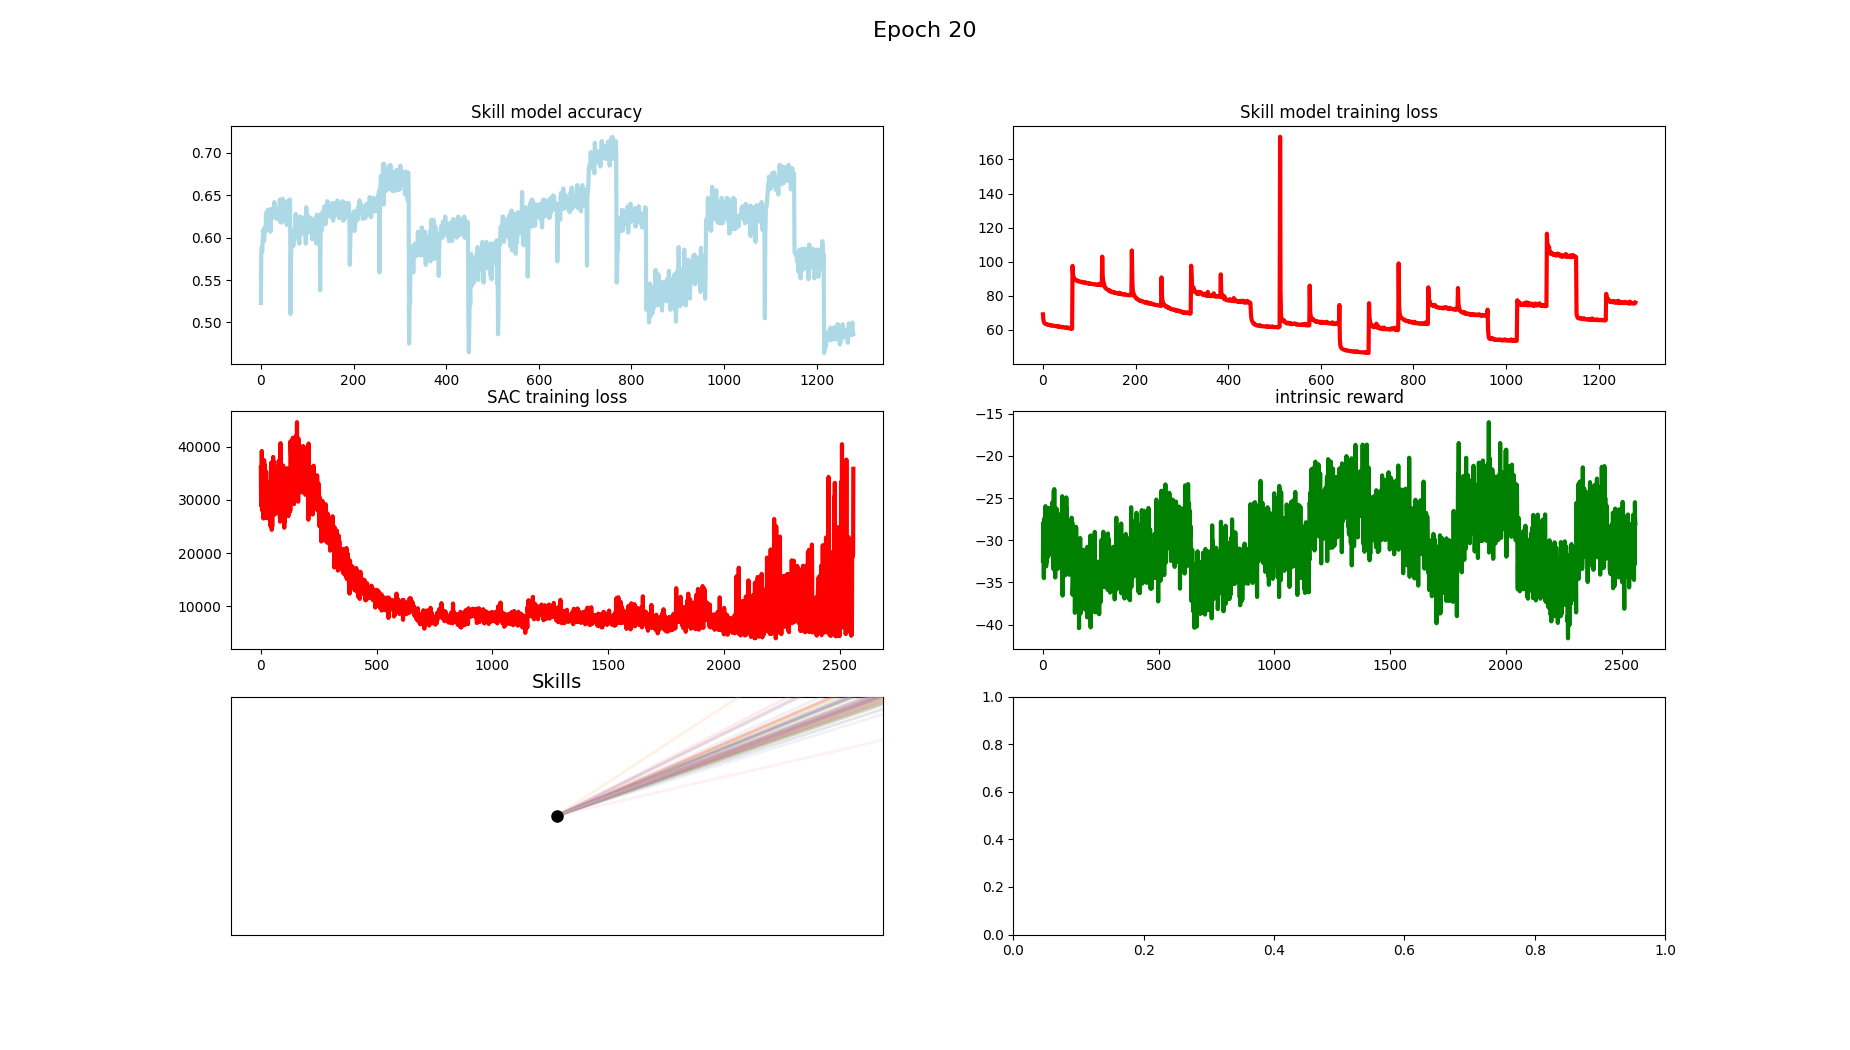 Epoch 20
Skill model accuracy
0.70
0.65
0.60
0.55
0.50
0 200 400 600 800 1000 1200
Skill model training loss
160
140
120
100
80
60
0 200 400 600 800 1000 1200
SAC training loss
40000
30000
20000
10000
0 500 1000 1500 2000 2500
intrinsic reward
−15
−20
−25
−30
−35
−40
0 500 1000 1500 2000 2500
Skills
1.0
0.8
0.6
0.4
0.2
0.0
0.0 0.2 0.4 0.6 0.8 1.0